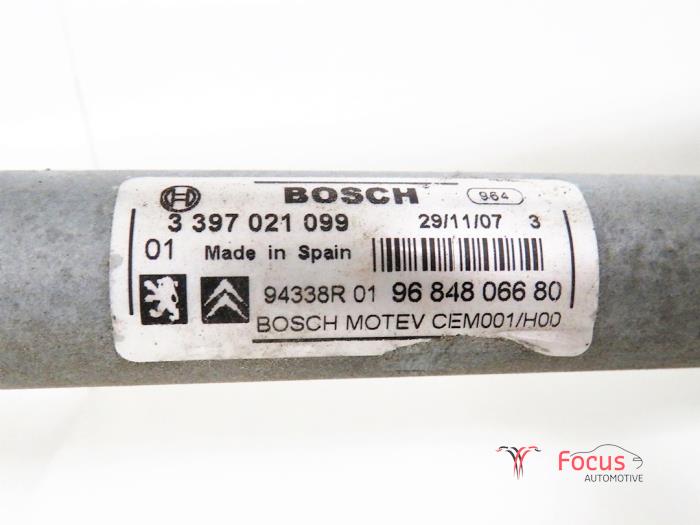 BOSCH 964
3 397 021 099 29/11/07 3
01 Made in Spain
94338R 01 96 848 066 80
BOSCH MOTEV CEM001/H00
Focus
AUTOMOTIVE